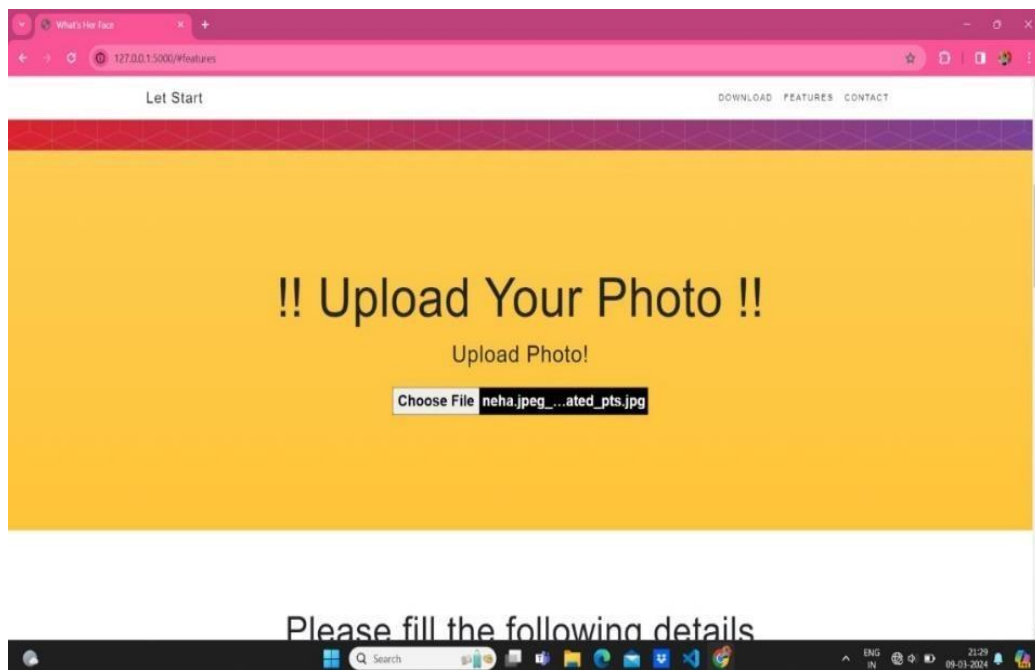 What's Her Face
127.0.0.1:5000/#features
Let Start
DOWNLOAD FEATURES CONTACT
!! Upload Your Photo !!
Upload Photo!
Choose File neha.jpeg_...ated_pts.jpg
Please fill the following details
Search
ENG
IN
21:29
09-03-2024